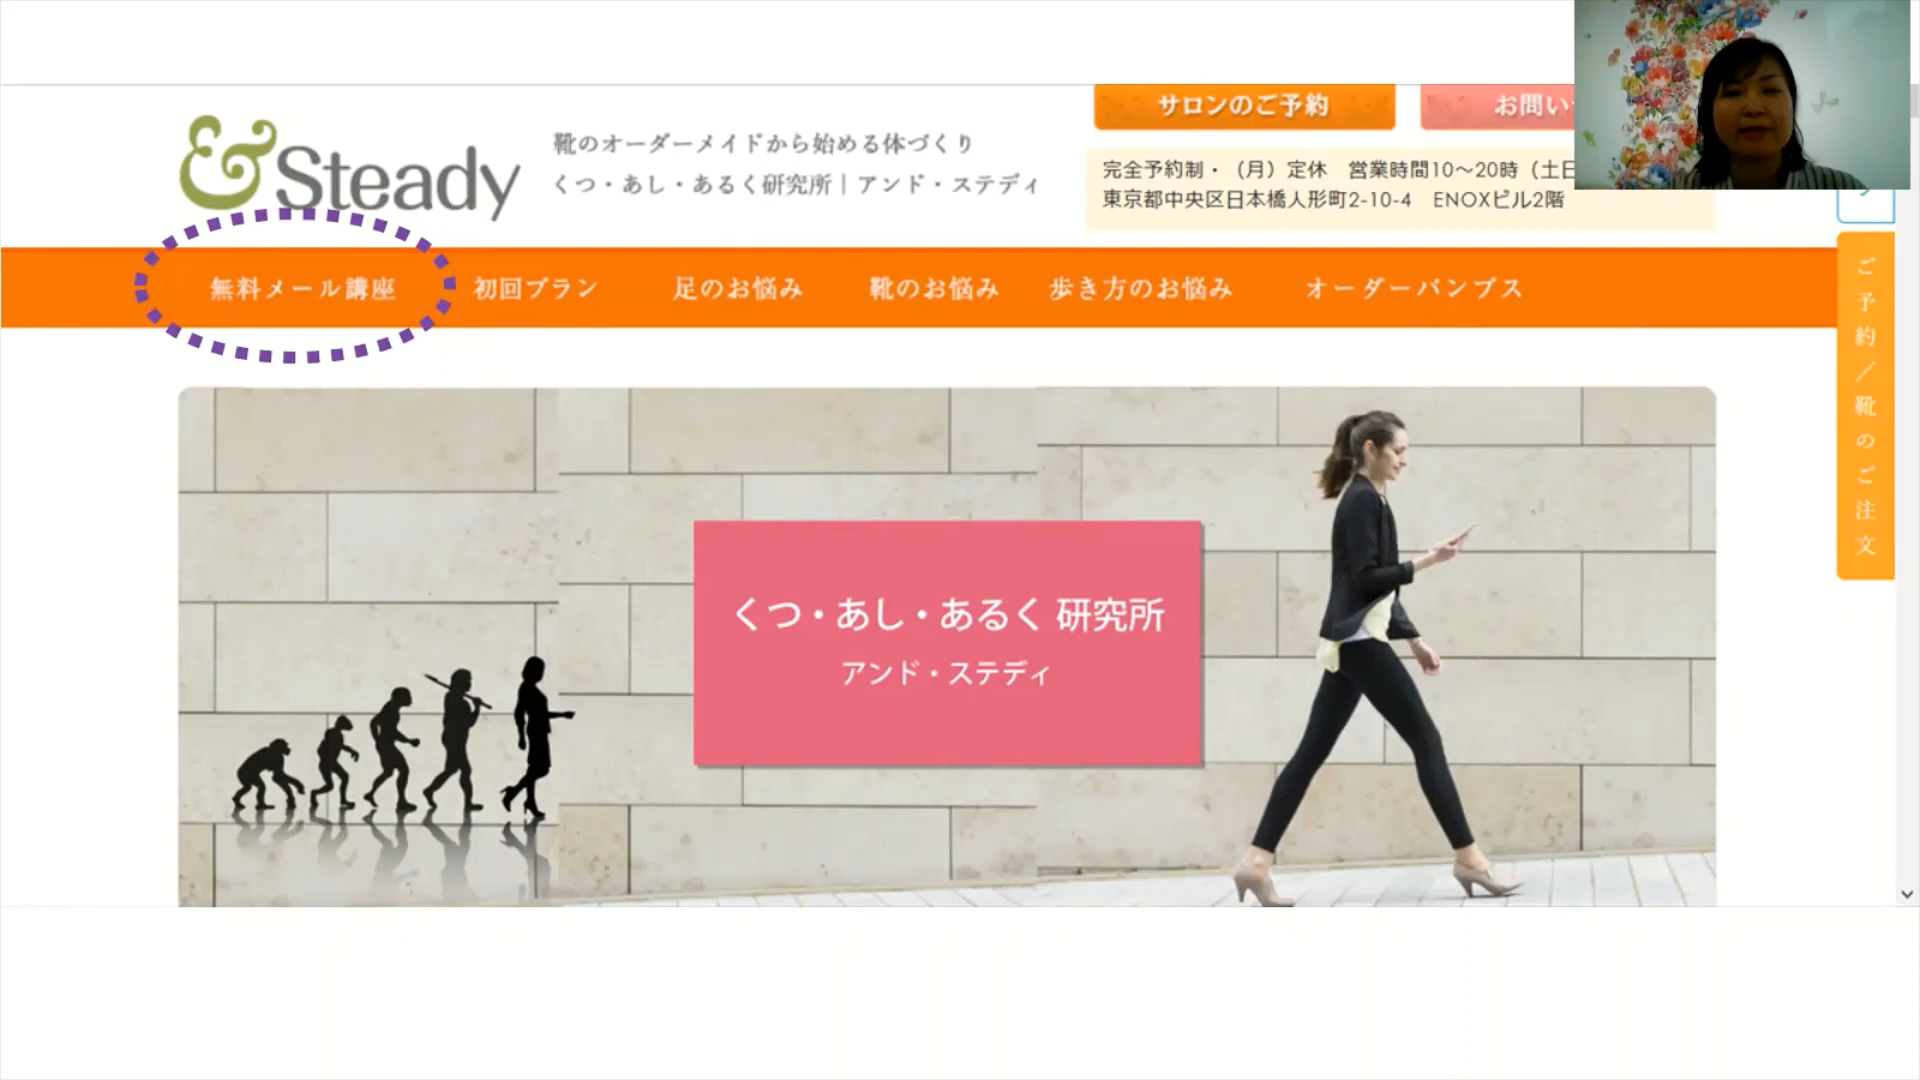 &Steady
靴のオーダーメイドから始める体づくり
くつ・あし・あるく研究所｜アンド・ステディ
サロンのご予約
お問い
完全予約制・（月）定休　営業時間10～20時（土日
東京都中央区日本橋人形町2-10-4　ENOXビル2階
無料メール講座
初回プラン
足のお悩み
靴のお悩み
歩き方のお悩み
オーダーパンプス
ご予約／靴のご注文
くつ・あし・あるく 研究所
アンド・ステディ